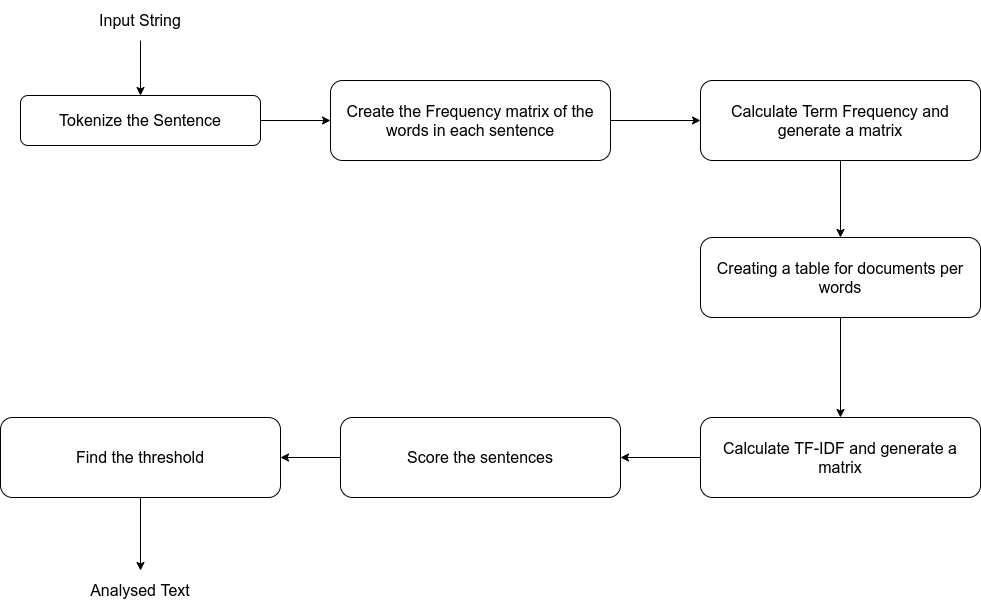 Input String
Tokenize the Sentence
Create the Frequency matrix of the
words in each sentence
Calculate Term Frequency and
generate a matrix
Creating a table for documents per
words
Calculate TF-IDF and generate a
matrix
Score the sentences
Find the threshold
Analysed Text